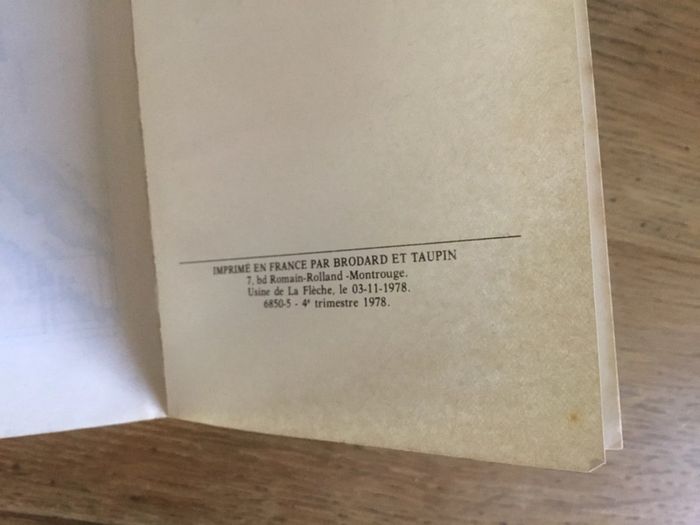 IMPRIMÉ EN FRANCE PAR BRODARD ET TAUPIN
7, bd Romain-Rolland -Montrouge.
Usine de La Flèche, le 03-11-1978.
6850-5 - 4e trimestre 1978.